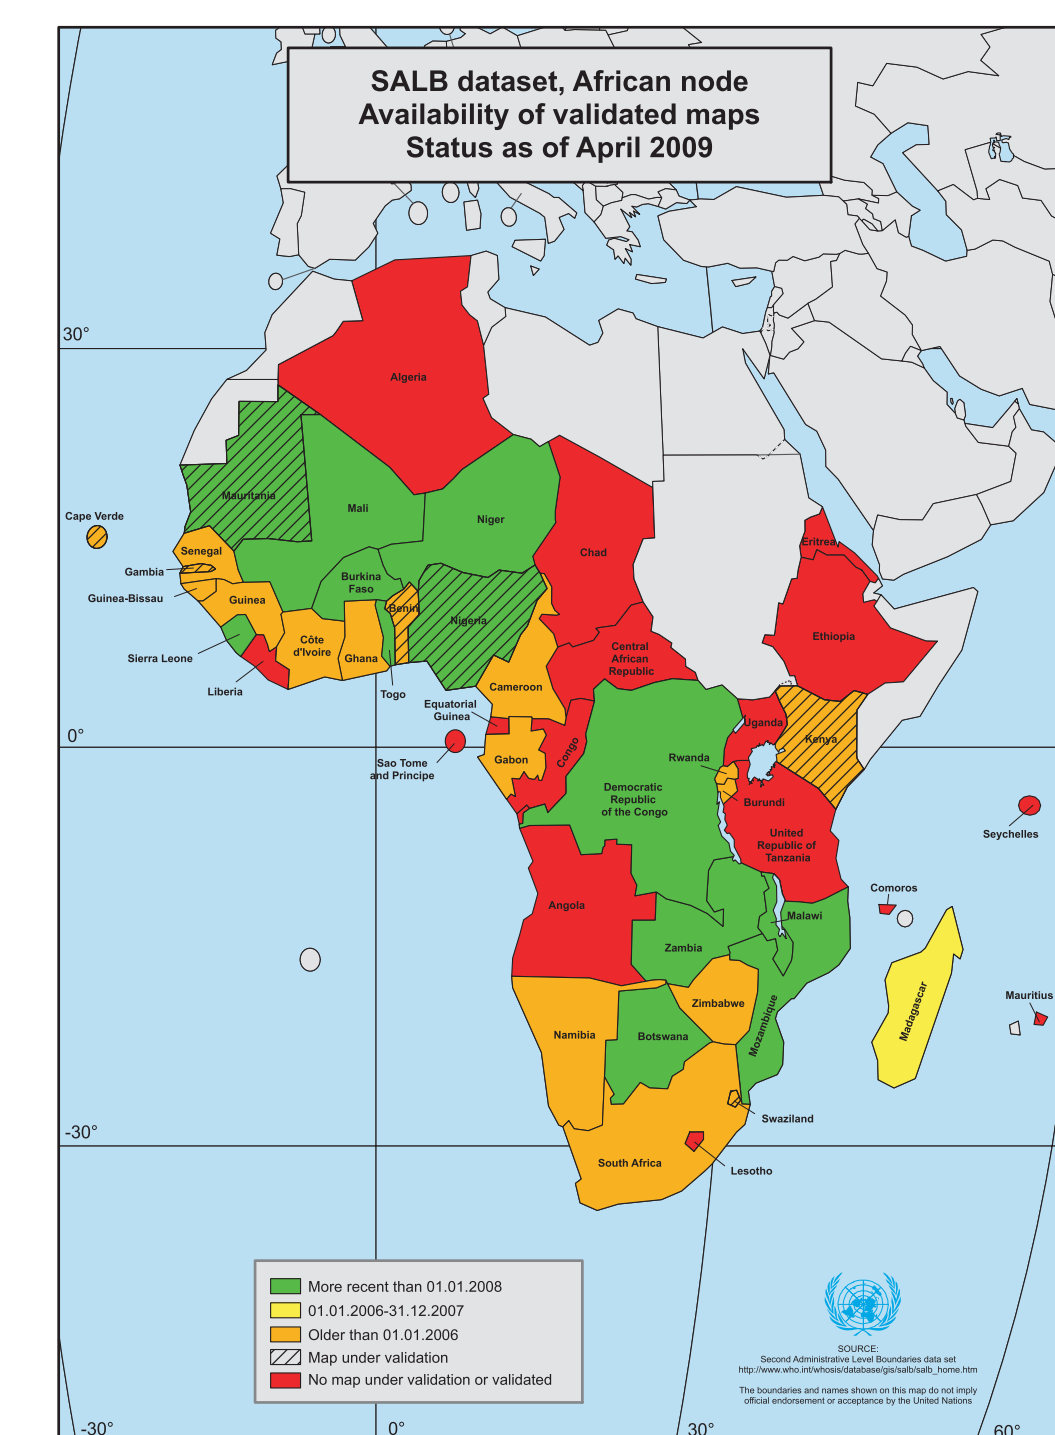 SALB dataset, African node
Availability of validated maps
Status as of April 2009
30°
Algeria
Mauritania
Mali
Niger
Cape Verde
Chad
Eritrea
Senegal
Gambia
Burkina
Faso
Guinea-Bissau
Guinea
Benin
Nigeria
Ethiopia
Côte
d'Ivoire
Ghana
Central
African
Republic
Sierra Leone
Liberia
Togo
Cameroon
Equatorial
Guinea
Uganda
0°
Kenya
Congo
Gabon
Rwanda
Sao Tome
and Principe
Democratic
Republic
of the Congo
Burundi
Seychelles
United
Republic of
Tanzania
Comoros
Angola
Malawi
Zambia
Mauritius
Zimbabwe
Madagascar
Mozambique
Namibia
Botswana
Swaziland
-30°
South Africa
Lesotho
More recent than 01.01.2008
01.01.2006-31.12.2007
Older than 01.01.2006
Map under validation
No map under validation or validated
SOURCE:
Second Administrative Level Boundaries data set
http://www.who.int/whosis/database/gis/salb/salb_home.htm
The boundaries and names shown on this map do not imply
official endorsement or acceptance by the United Nations
-30°
0°
30°
60°